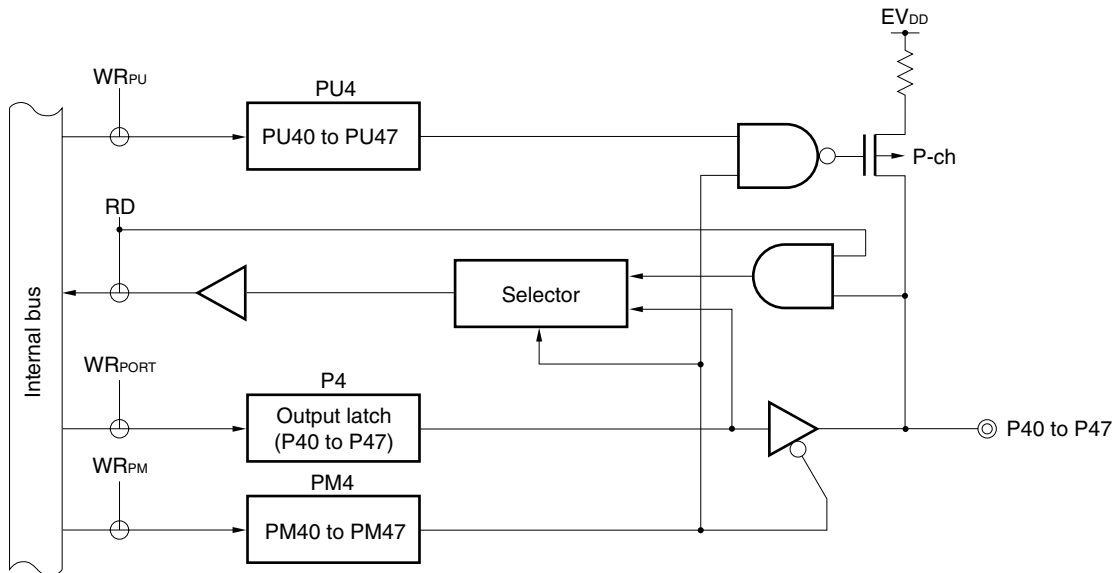 EVDD
WRPU
PU4
PU40 to PU47
P-ch
RD
Selector
Internal bus
WRPORT
P4
Output latch
(P40 to P47)
P40 to P47
WRPM
PM4
PM40 to PM47